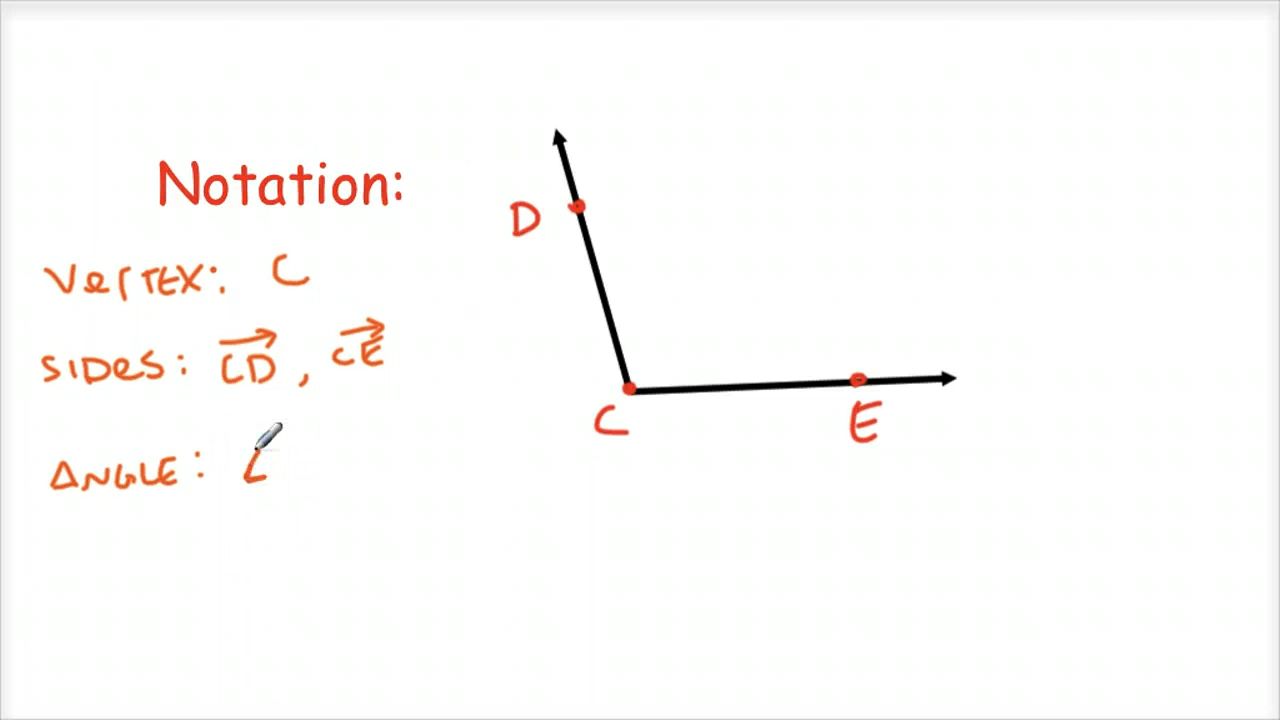 Notation:
VerTEX: C
SIDeS: CD, CE
ANGLE: ∠
D
C
E